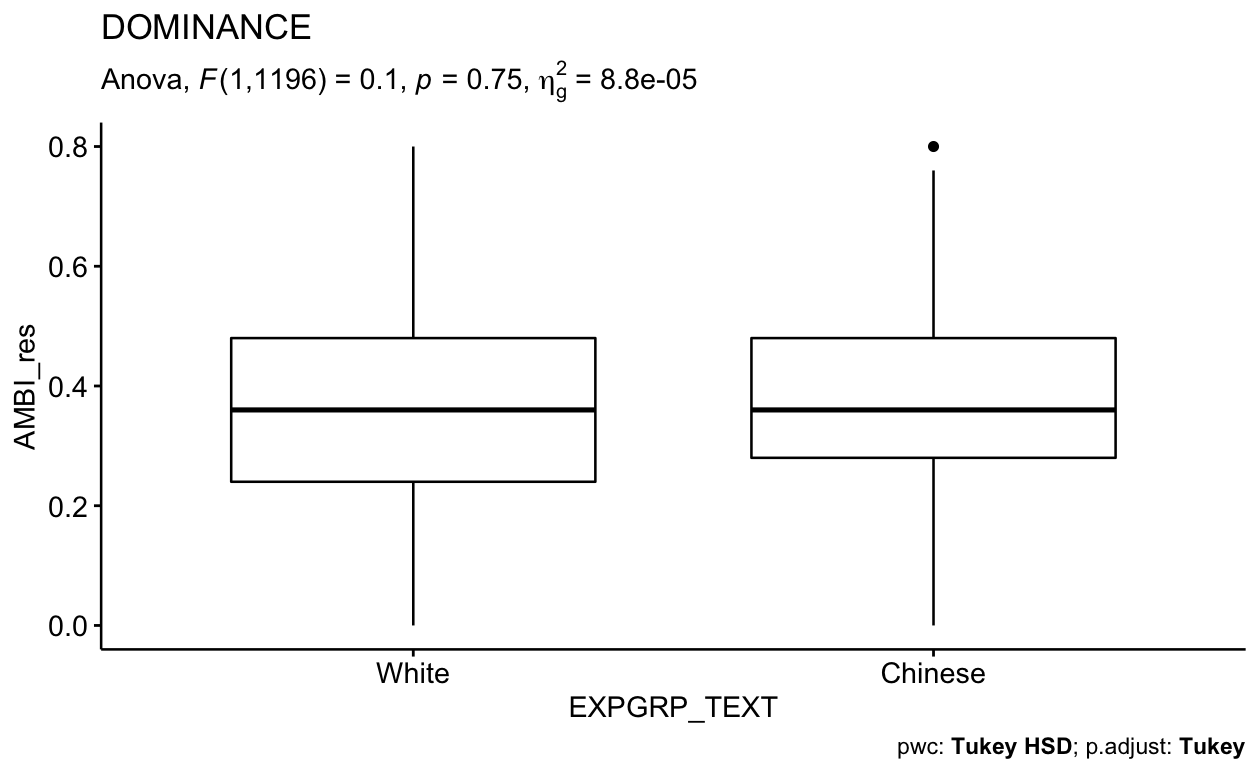 DOMINANCE
Anova, F(1,1196) = 0.1, p = 0.75, η²g = 8.8e-05
0.8
0.6
0.4
0.2
0.0
AMBI_res
White Chinese
EXPGRP_TEXT
pwc: Tukey HSD; p.adjust: Tukey